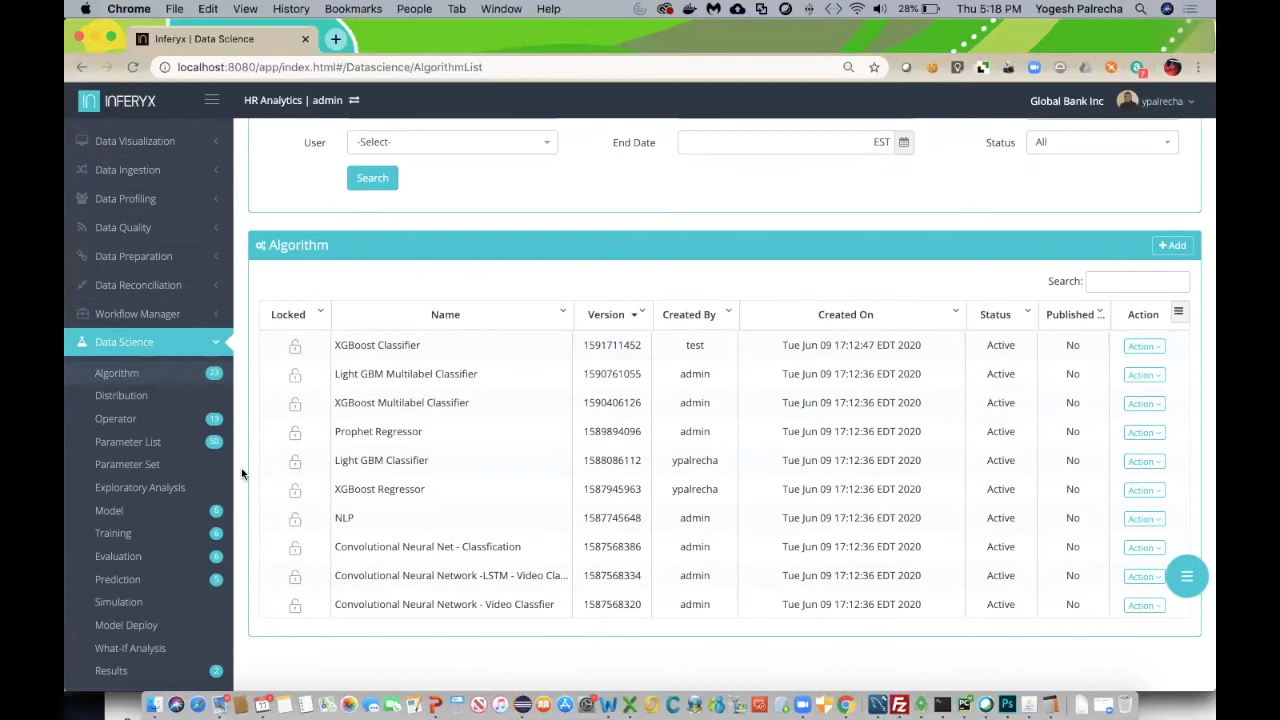 Chrome File Edit View History Bookmarks People Tab Window Help 28% Thu 5:18 PM Yogesh Palrecha
Inferyx | Data Science
localhost:8080/app/index.html#/Datascience/AlgorithmList
INFERYX HR Analytics | admin Global Bank Inc ypalrecha
Data Visualization
Data Ingestion
Data Profiling
Data Quality
Data Preparation
Data Reconciliation
Workflow Manager
Data Science
Algorithm 23
Distribution
Operator 13
Parameter List 50
Parameter Set
Exploratory Analysis
Model 6
Training 6
Evaluation 6
Prediction 5
Simulation
Model Deploy
What-If Analysis
Results 2
User -Select- End Date EST Status All
Search
Algorithm + Add
Search:
Locked Name Version Created By Created On Status Published ... Action
XGBoost Classifier 1591711452 test Tue Jun 09 17:12:47 EDT 2020 Active No Action
Light GBM Multilabel Classifier 1590761055 admin Tue Jun 09 17:12:36 EDT 2020 Active No Action
XGBoost Multilabel Classifier 1590406126 admin Tue Jun 09 17:12:36 EDT 2020 Active No Action
Prophet Regressor 1589894096 admin Tue Jun 09 17:12:36 EDT 2020 Active No Action
Light GBM Classifier 1588086112 ypalrecha Tue Jun 09 17:12:36 EDT 2020 Active No Action
XGBoost Regressor 1587945963 ypalrecha Tue Jun 09 17:12:36 EDT 2020 Active No Action
NLP 1587745648 admin Tue Jun 09 17:12:36 EDT 2020 Active No Action
Convolutional Neural Net - Classfication 1587568386 admin Tue Jun 09 17:12:36 EDT 2020 Active No Action
Convolutional Neural Network -LSTM - Video Cla... 1587568334 admin Tue Jun 09 17:12:36 EDT 2020 Active No Action
Convolutional Neural Network - Video Classfier 1587568320 admin Tue Jun 09 17:12:36 EDT 2020 Active No Action